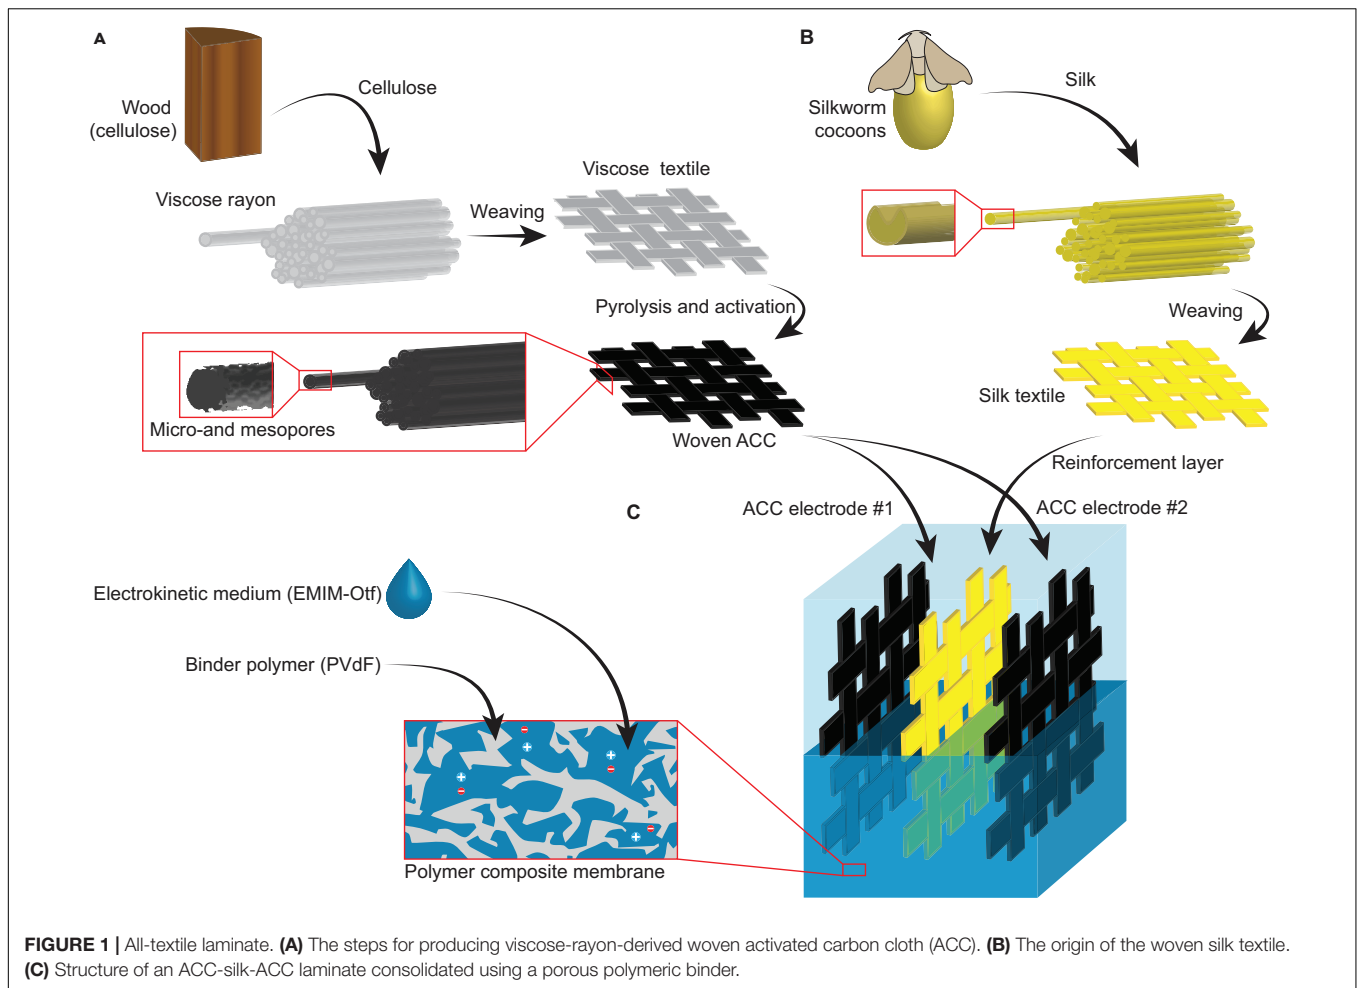 A
Wood
(cellulose)
Cellulose
Viscose rayon
Weaving
Viscose textile
Pyrolysis and activation
Micro-and mesopores
Woven ACC
B
Silkworm
cocoons
Silk
Weaving
Silk textile
Reinforcement layer
C
ACC electrode #1
ACC electrode #2
Electrokinetic medium (EMIM-Otf)
Binder polymer (PVdF)
Polymer composite membrane
FIGURE 1 | All-textile laminate. (A) The steps for producing viscose-rayon-derived woven activated carbon cloth (ACC). (B) The origin of the woven silk textile.
(C) Structure of an ACC-silk-ACC laminate consolidated using a porous polymeric binder.